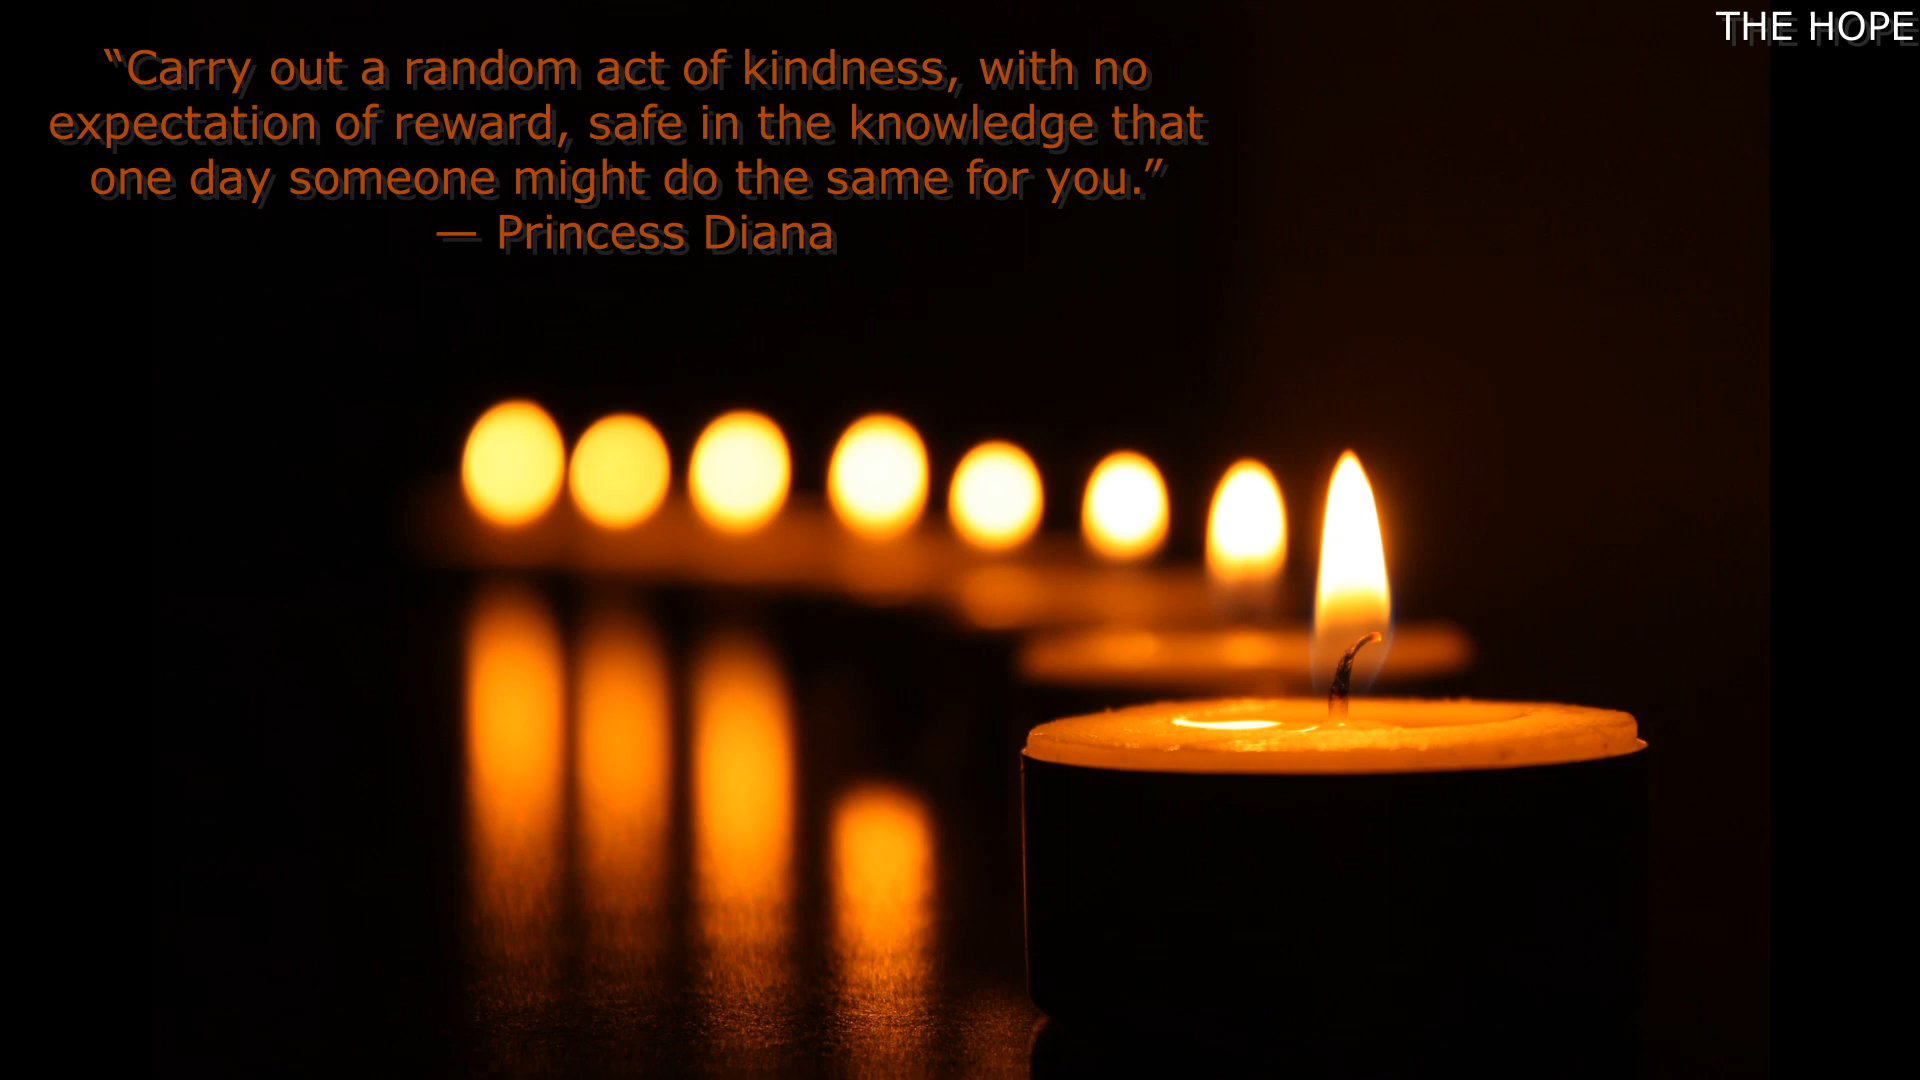 THE HOPE
“Carry out a random act of kindness, with no
expectation of reward, safe in the knowledge that
one day someone might do the same for you.”
— Princess Diana